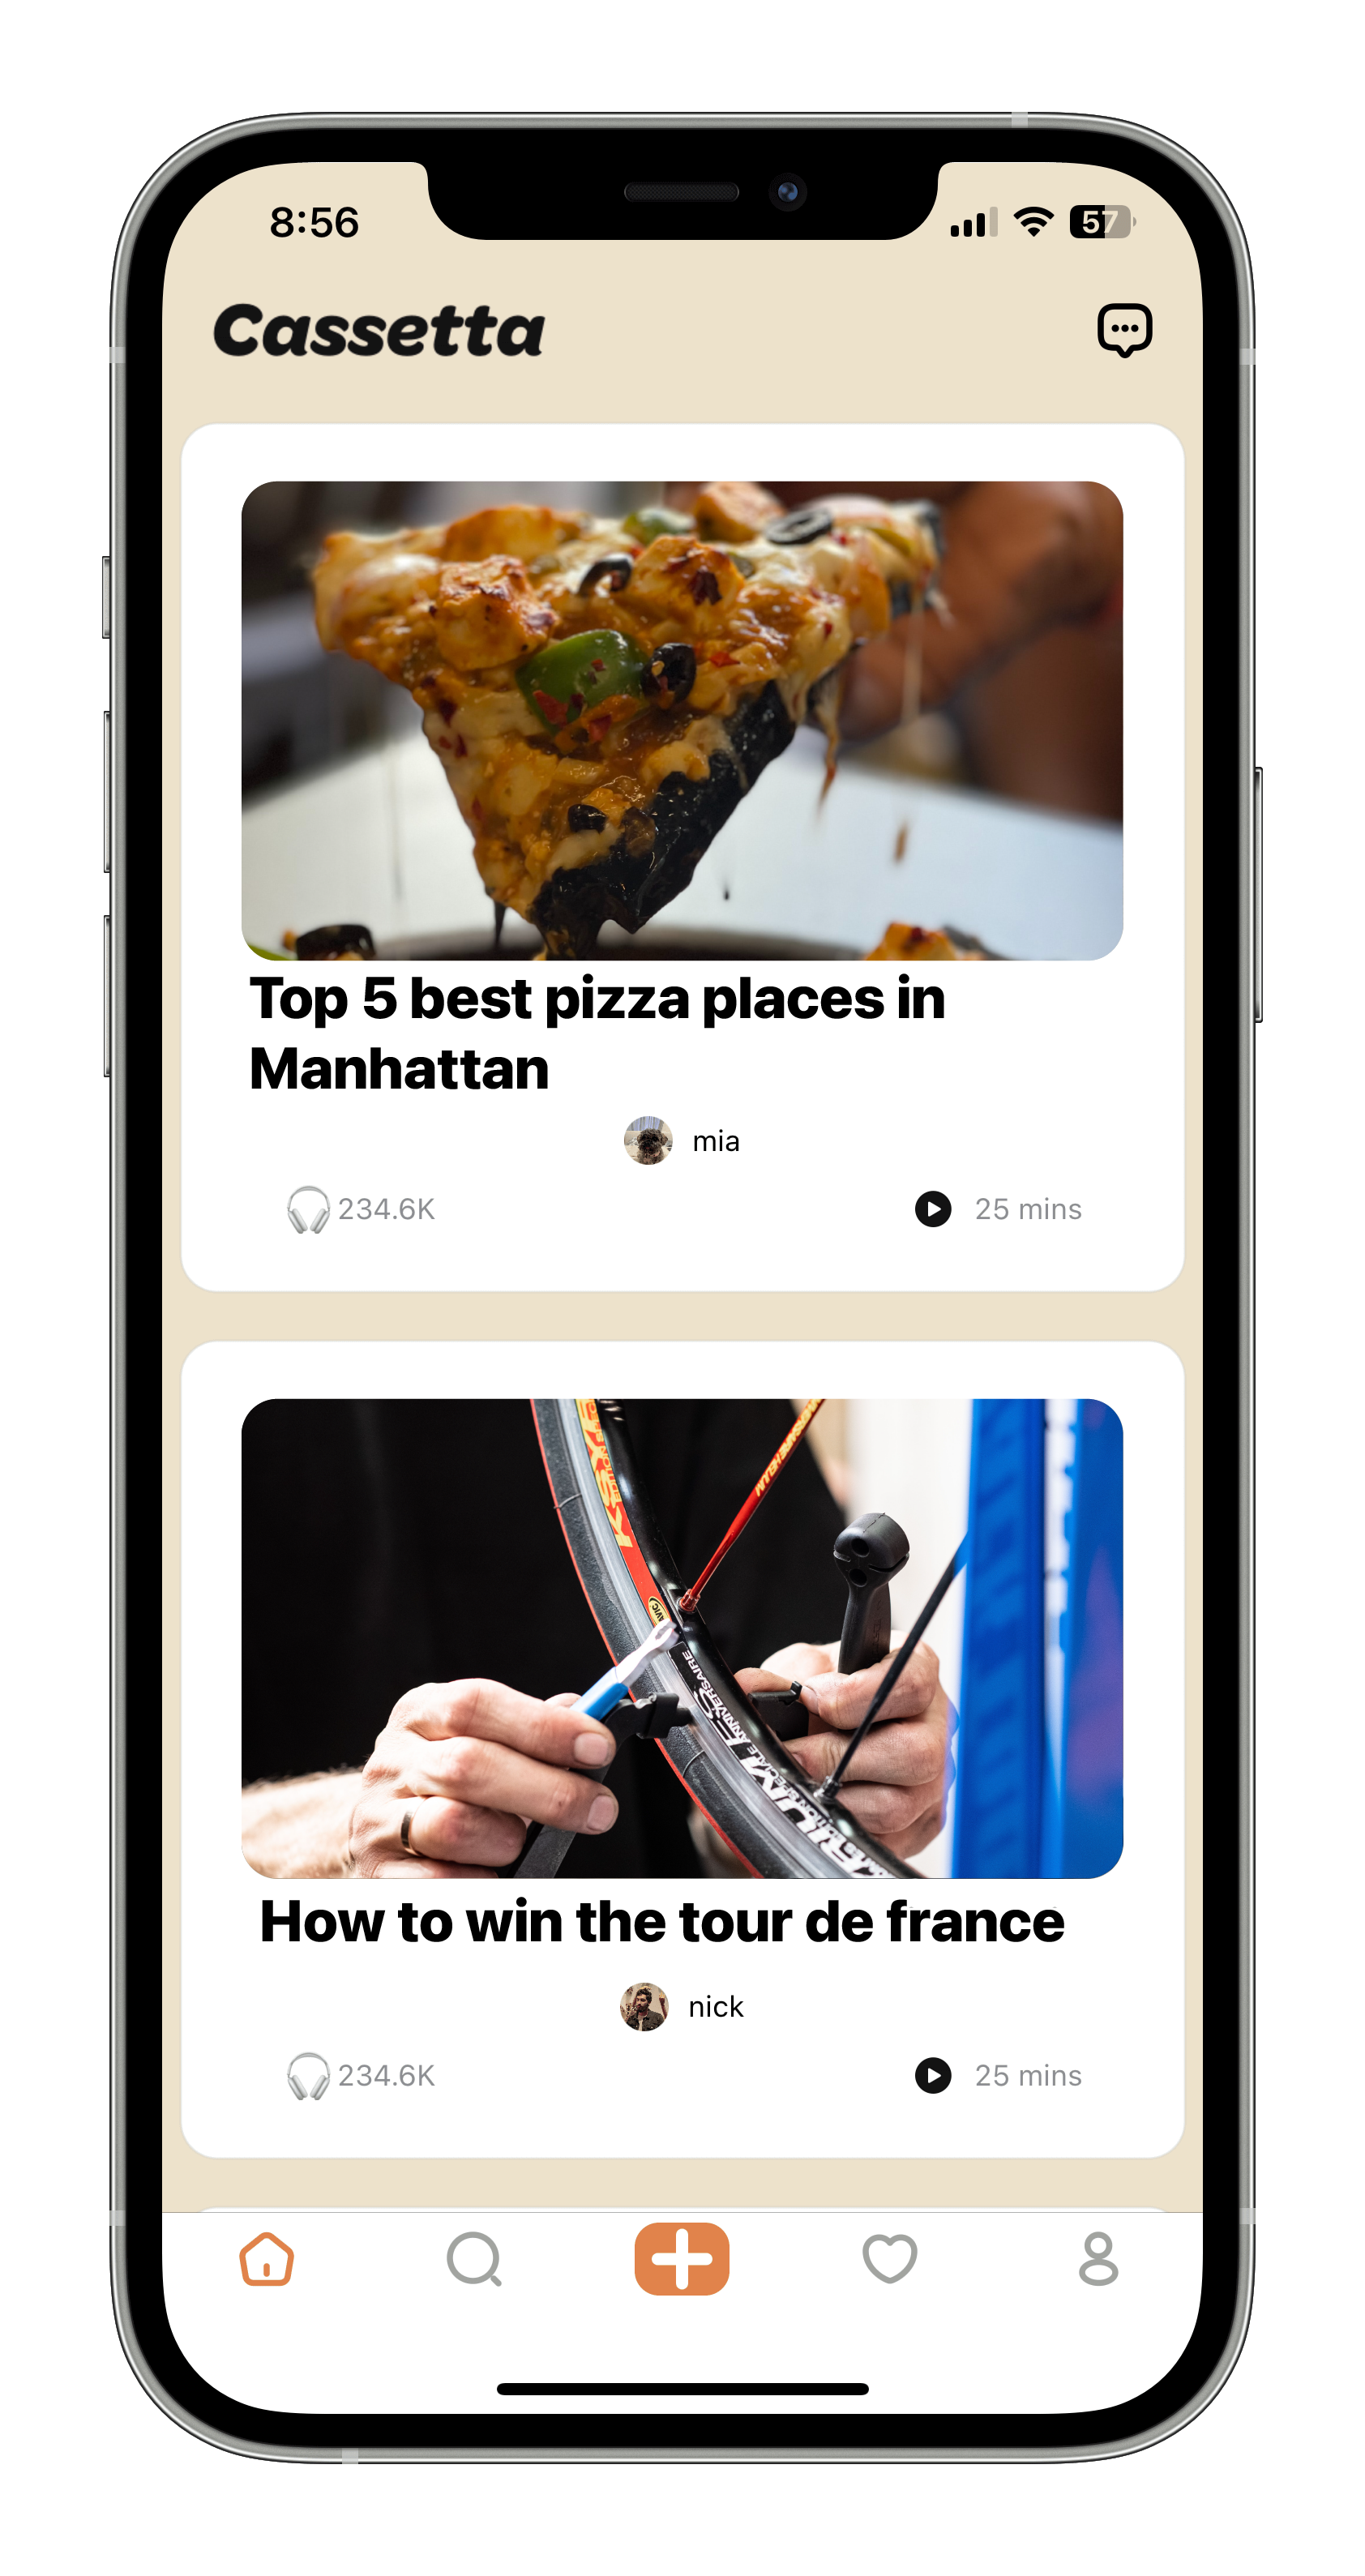 8:56
57
Cassetta
Top 5 best pizza places in
Manhattan
mia
234.6K
25 mins
ANNIVERSAIRE
How to win the tour de france
nick
234.6K
25 mins